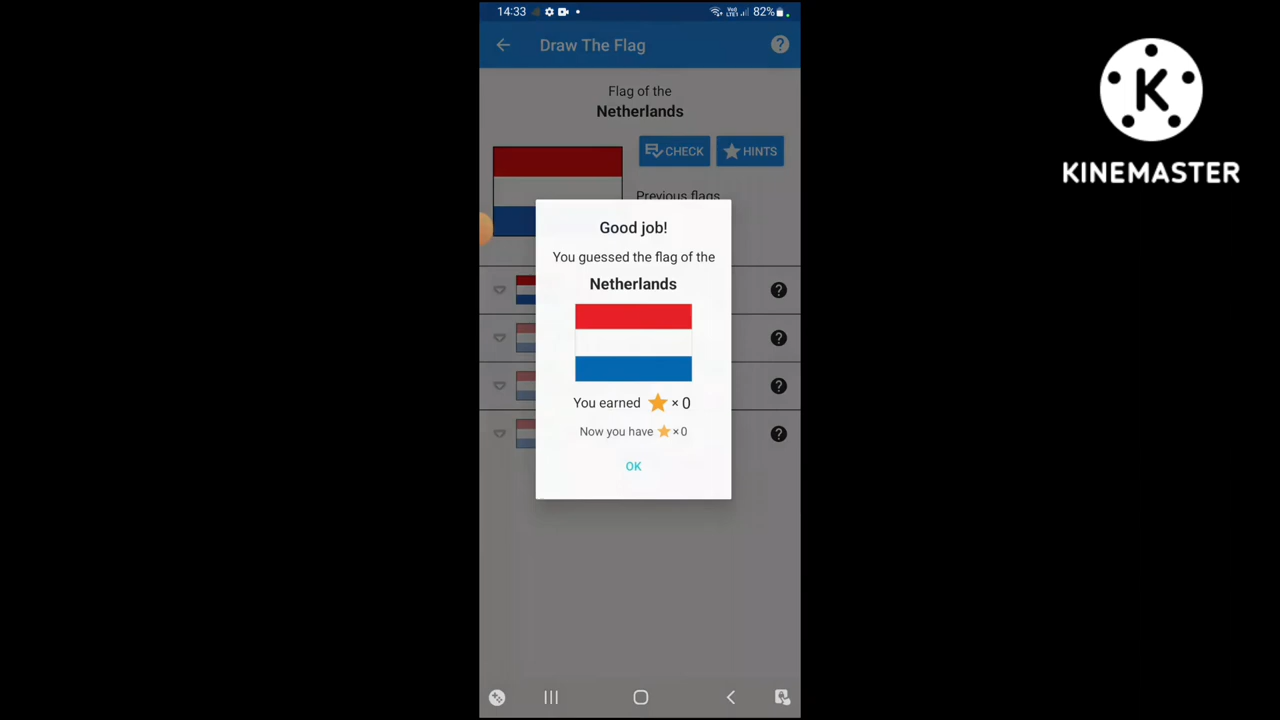 14:33
82%
Draw The Flag
Flag of the
Netherlands
CHECK
HINTS
Previous flags
Good job!
You guessed the flag of the
Netherlands
You earned × 0
Now you have ×0
OK
K
KINEMASTER